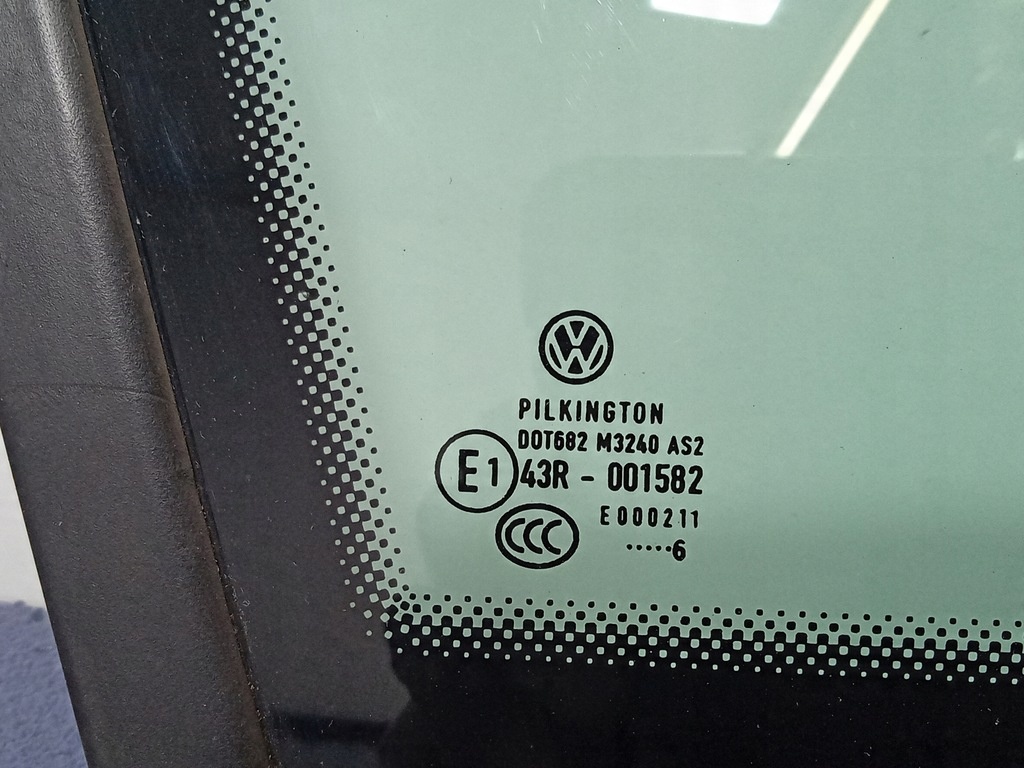 PILKINGTON
DOT682 M3240 AS2
E1 43R - 001582
CCC E000211
·····6